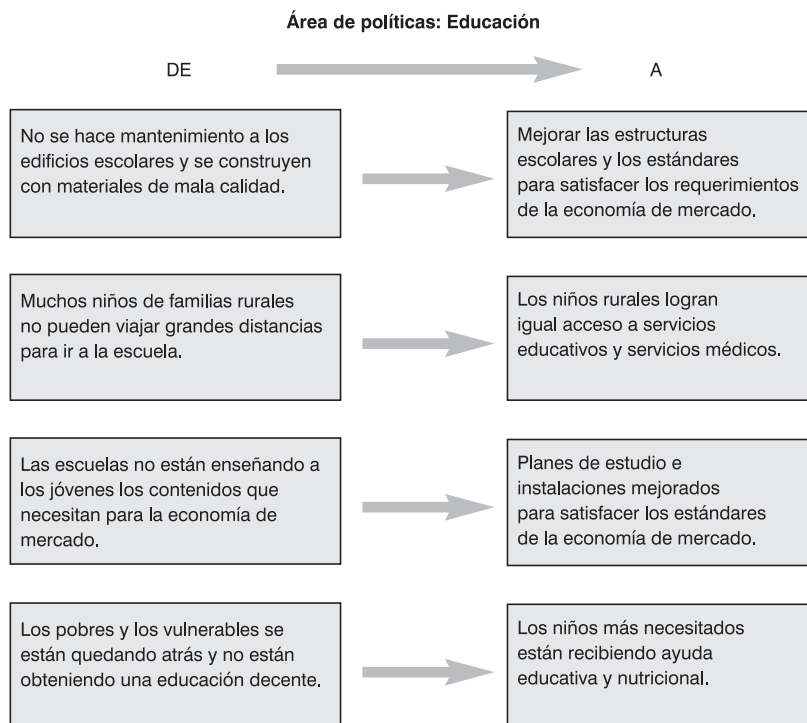 Área de políticas: Educación
DE
A
No se hace mantenimiento a los
edificios escolares y se construyen
con materiales de mala calidad.
Mejorar las estructuras
escolares y los estándares
para satisfacer los requerimientos
de la economía de mercado.
Muchos niños de familias rurales
no pueden viajar grandes distancias
para ir a la escuela.
Los niños rurales logran
igual acceso a servicios
educativos y servicios médicos.
Las escuelas no están enseñando a
los jóvenes los contenidos que
necesitan para la economía de
mercado.
Planes de estudio e
instalaciones mejorados
para satisfacer los estándares
de la economía de mercado.
Los pobres y los vulnerables se
están quedando atrás y no están
obteniendo una educación decente.
Los niños más necesitados
están recibiendo ayuda
educativa y nutricional.